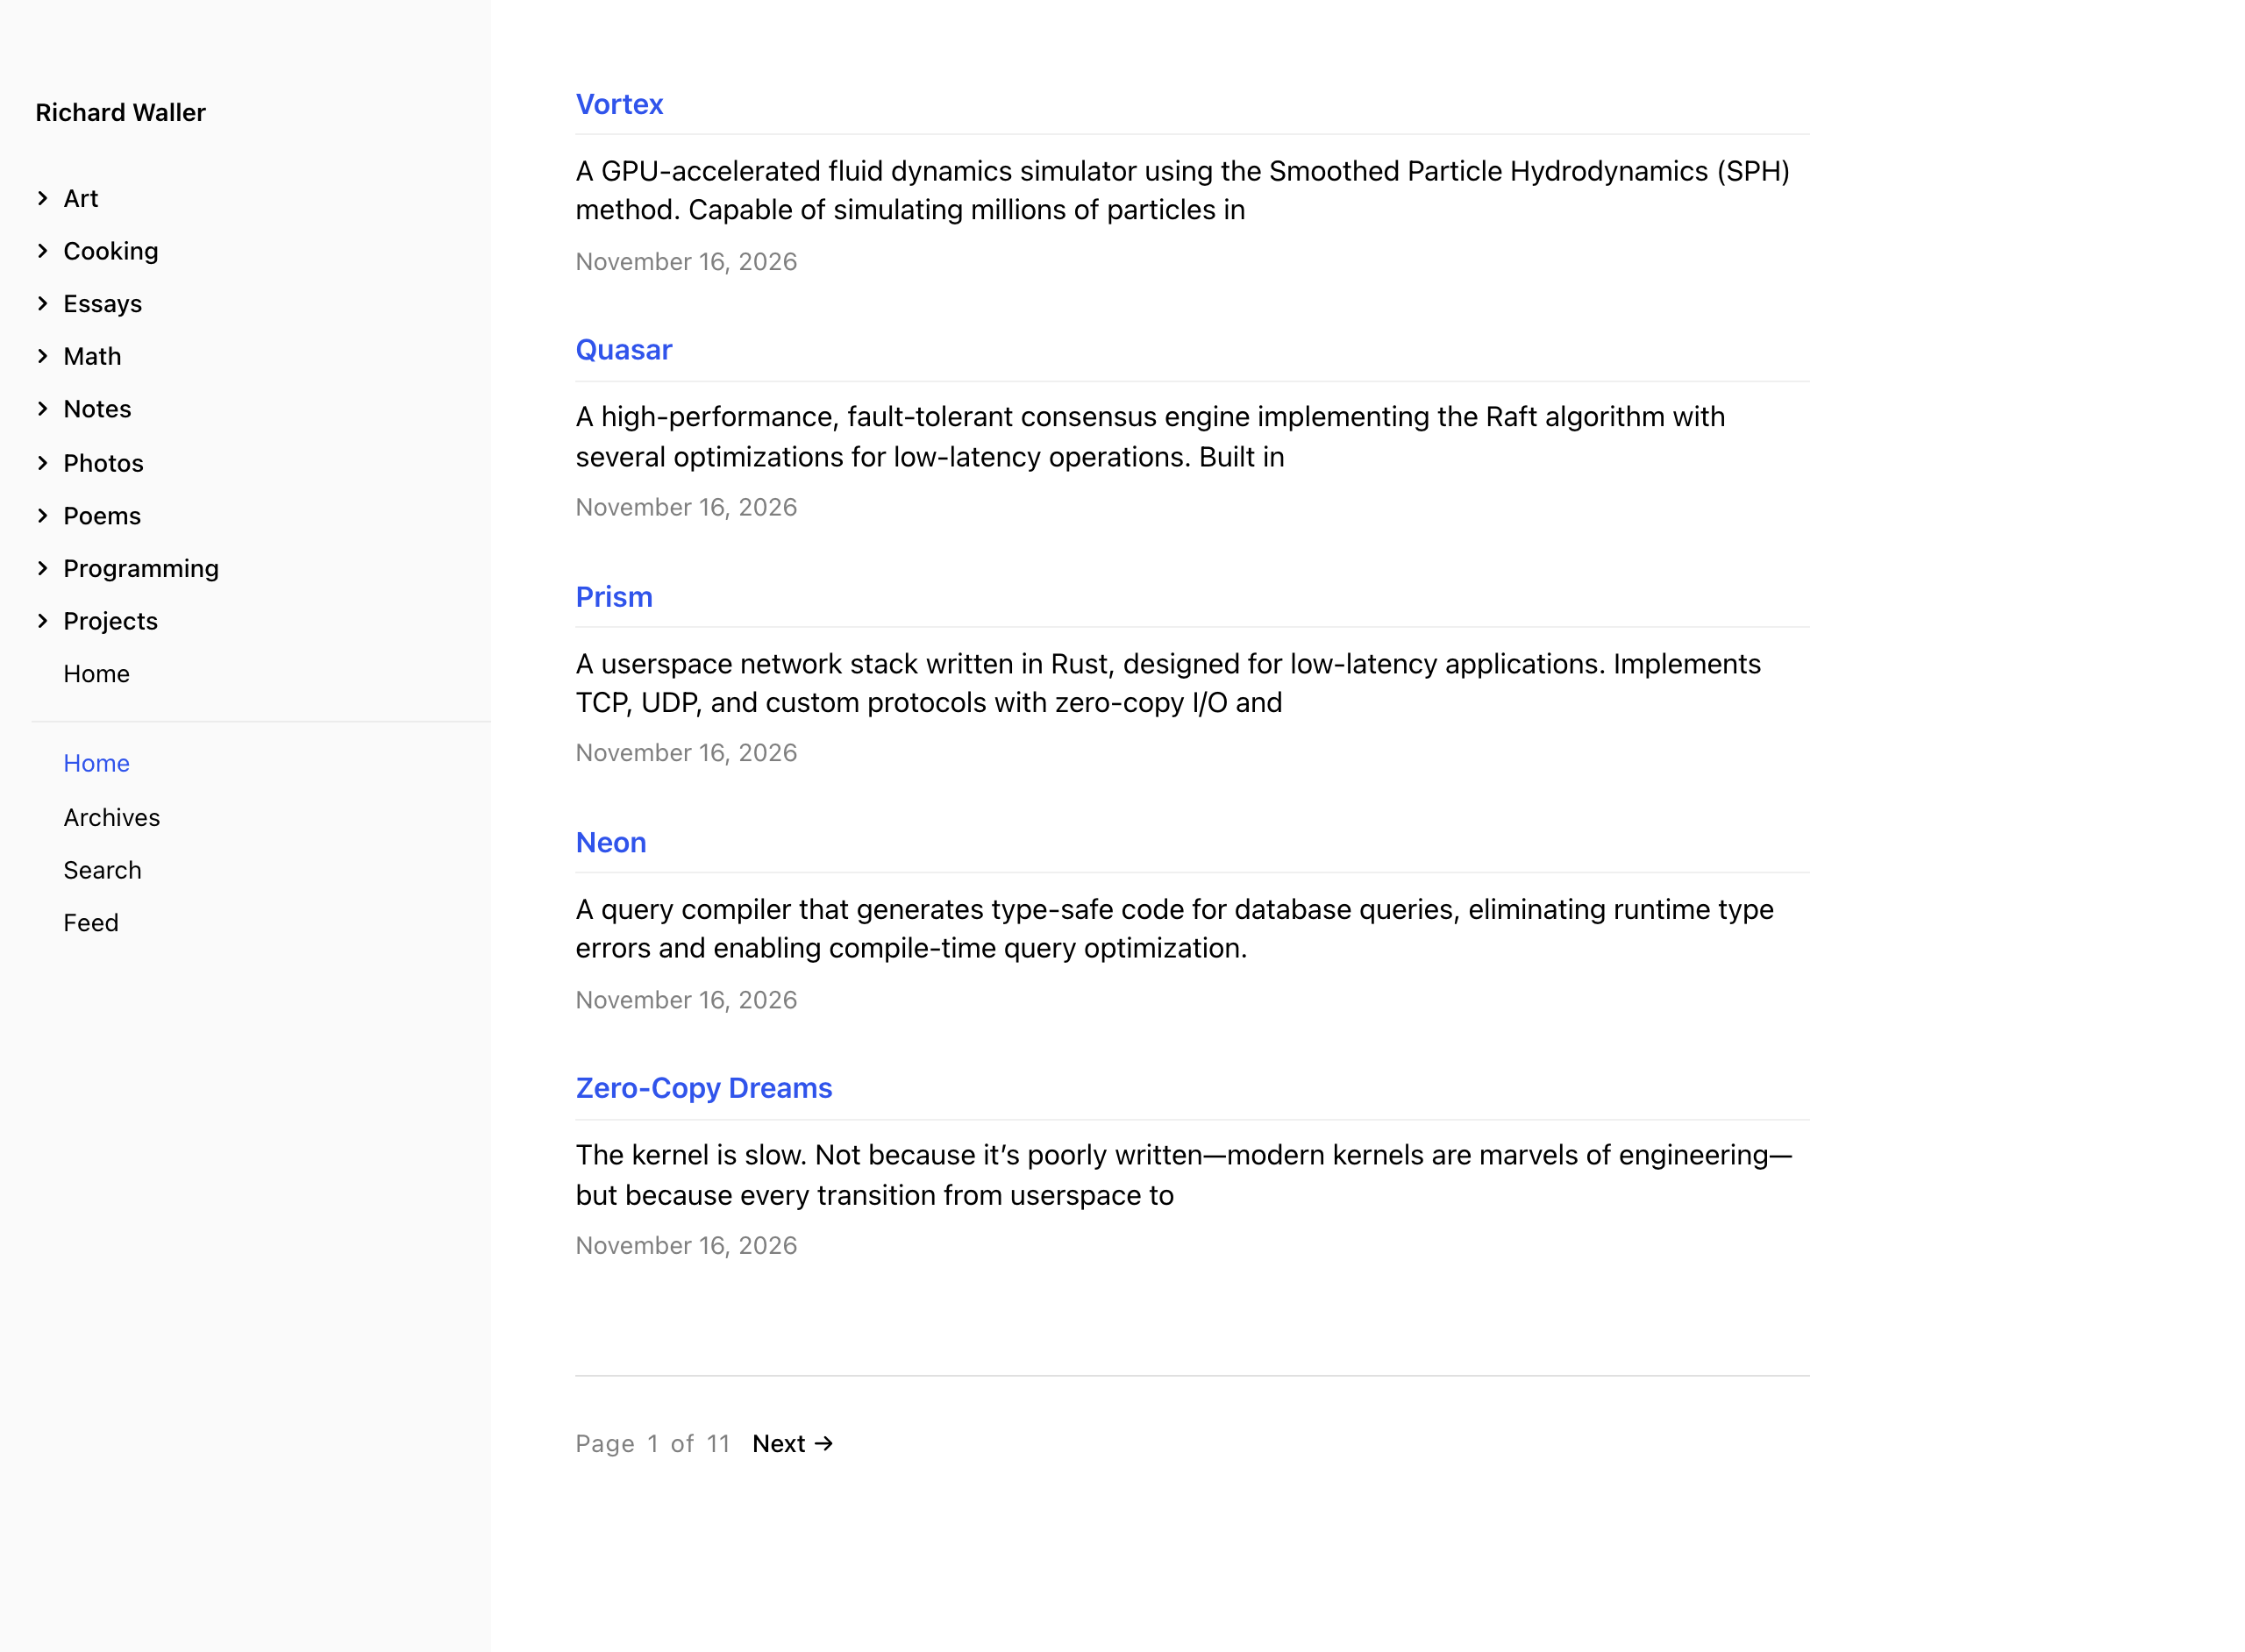 Richard Waller
Art
Cooking
Essays
Math
Notes
Photos
Poems
Programming
Projects
Home
Home
Archives
Search
Feed
Vortex
A GPU-accelerated fluid dynamics simulator using the Smoothed Particle Hydrodynamics (SPH)
method. Capable of simulating millions of particles in
November 16, 2026
Quasar
A high-performance, fault-tolerant consensus engine implementing the Raft algorithm with
several optimizations for low-latency operations. Built in
November 16, 2026
Prism
A userspace network stack written in Rust, designed for low-latency applications. Implements
TCP, UDP, and custom protocols with zero-copy I/O and
November 16, 2026
Neon
A query compiler that generates type-safe code for database queries, eliminating runtime type
errors and enabling compile-time query optimization.
November 16, 2026
Zero-Copy Dreams
The kernel is slow. Not because it’s poorly written—modern kernels are marvels of engineering—
but because every transition from userspace to
November 16, 2026
Page 1 of 11 Next →